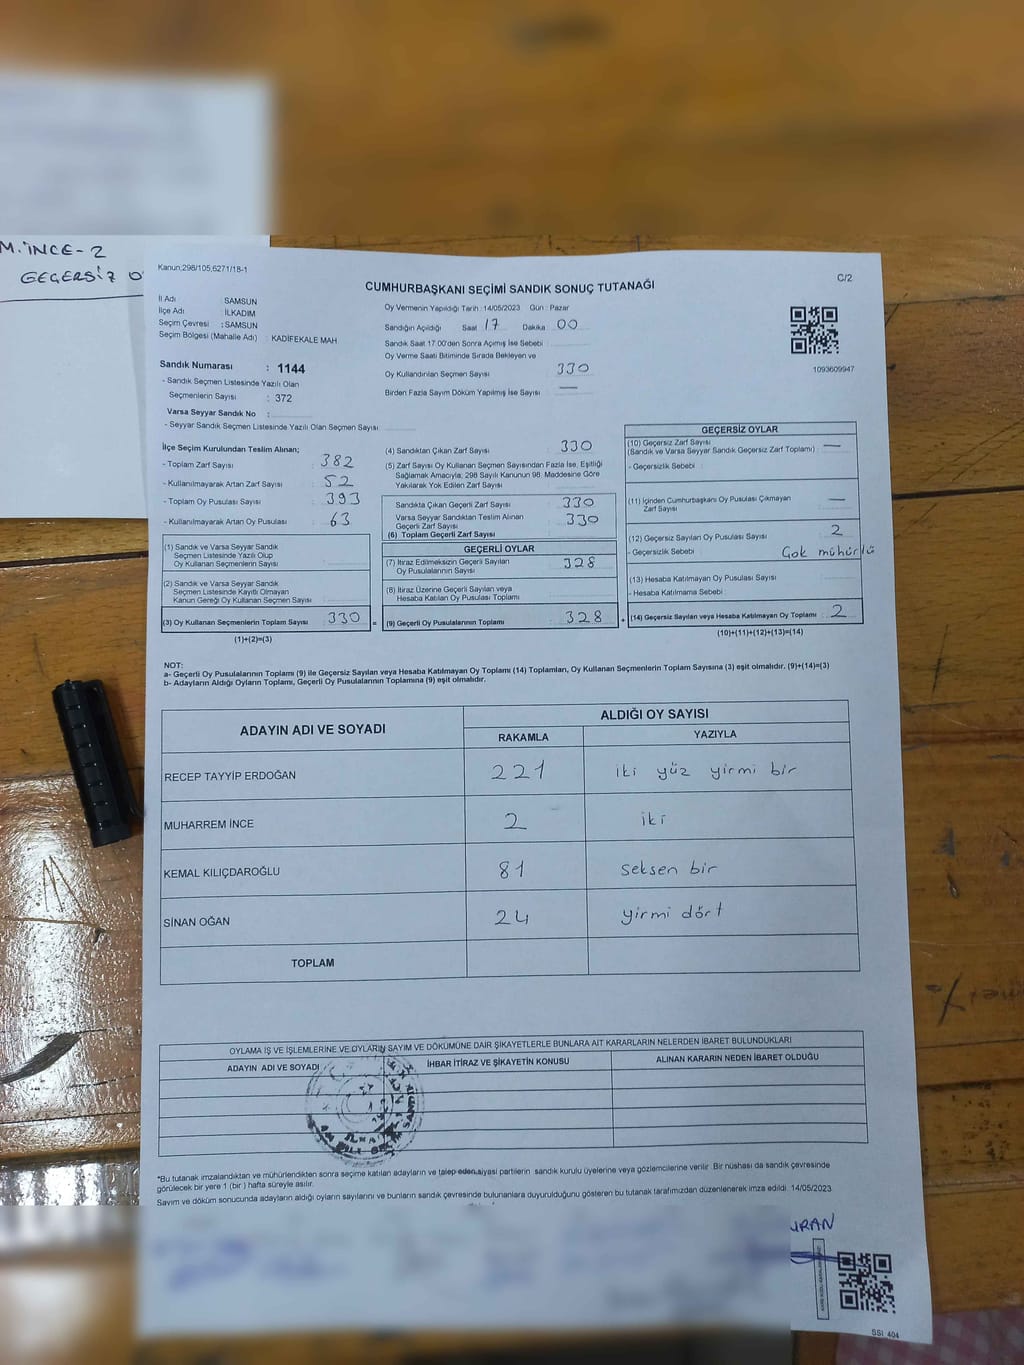 M. İNCE - 2
GEÇERSİZ
Kanun;298/105,6271/18-1
C/2
CUMHURBAŞKANI SEÇİMİ SANDIK SONUÇ TUTANAĞI
İl Adı : SAMSUN
İlçe Adı : İLKADIM
Seçim Çevresi : SAMSUN
Seçim Bölgesi (Mahalle Adı) : KADİFEKALE MAH
Sandık Numarası : 1144
- Sandık Seçmen Listesinde Yazılı Olan
Seçmenlerin Sayısı : 372
Varsa Seyyar Sandık No :
- Seyyar Sandık Seçmen Listesinde Yazılı Olan Seçmen Sayısı :
Oy Vermenin Yapıldığı Tarih : 14/05/2023 Gün : Pazar
Sandığın Açıldığı Saat 17 Dakika 00
Sandık Saat 17:00'den Sonra Açılmış İse Sebebi :
Oy Verme Saati Bitiminde Sırada Bekleyen ve
Oy Kullandırılan Seçmen Sayısı : 330
Birden Fazla Sayım Döküm Yapılmış İse Sayısı : —
1093609947
İlçe Seçim Kurulundan Teslim Alınan;
- Toplam Zarf Sayısı : 382
- Kullanılmayarak Artan Zarf Sayısı : 52
- Toplam Oy Pusulası Sayısı : 393
- Kullanılmayarak Artan Oy Pusulası : 63
(1) Sandık ve Varsa Seyyar Sandık
Seçmen Listesinde Yazılı Olup
Oy Kullanan Seçmenlerin Sayısı :
(2) Sandık ve Varsa Seyyar Sandık
Seçmen Listesinde Kayıtlı Olmayan
Kanun Gereği Oy Kullanan Seçmen Sayısı :
(3) Oy Kullanan Seçmenlerin Toplam Sayısı : 330
(1)+(2)=(3)
(4) Sandıktan Çıkan Zarf Sayısı : 330
(5) Zarf Sayısı Oy Kullanan Seçmen Sayısından Fazla İse, Eşitliği
Sağlamak Amacıyla; 298 Sayılı Kanunun 98. Maddesine Göre
Yakılarak Yok Edilen Zarf Sayısı :
Sandıkta Çıkan Geçerli Zarf Sayısı : 330
Varsa Seyyar Sandıktan Teslim Alınan
Geçerli Zarf Sayısı : 330
(6) Toplam Geçerli Zarf Sayısı :
GEÇERLİ OYLAR
(7) İtiraz Edilmeksizin Geçerli Sayılan
Oy Pusulalarının Sayısı : 328
(8) İtiraz Üzerine Geçerli Sayılan veya
Hesaba Katılan Oy Pusulası Toplamı :
= (9) Geçerli Oy Pusulalarının Toplamı : 328
GEÇERSİZ OYLAR
(10) Geçersiz Zarf Sayısı
(Sandık ve Varsa Seyyar Sandık Geçersiz Zarf Toplamı) : —
- Geçersizlik Sebebi :
(11) İçinden Cumhurbaşkanı Oy Pusulası Çıkmayan
Zarf Sayısı : —
(12) Geçersiz Sayılan Oy Pusulası Sayısı : 2
- Geçersizlik Sebebi : Çok mühürlü
(13) Hesaba Katılmayan Oy Pusulası Sayısı :
- Hesaba Katılmama Sebebi :
+ (14) Geçersiz Sayılan veya Hesaba Katılmayan Oy Toplamı : 2
(10)+(11)+(12)+(13)=(14)
NOT:
a- Geçerli Oy Pusulalarının Toplamı (9) ile Geçersiz Sayılan veya Hesaba Katılmayan Oy Toplamı (14) Toplamları, Oy Kullanan Seçmenlerin Toplam Sayısına (3) eşit olmalıdır. (9)+(14)=(3)
b- Adayların Aldığı Oyların Toplamı, Geçerli Oy Pusulalarının Toplamına (9) eşit olmalıdır.
ADAYIN ADI VE SOYADI ALDIĞI OY SAYISI
RAKAMLA YAZIYLA
RECEP TAYYİP ERDOĞAN 221 iki yüz yirmi bir
MUHARREM İNCE 2 iki
KEMAL KILIÇDAROĞLU 81 seksen bir
SİNAN OĞAN 24 yirmi dört
TOPLAM
OYLAMA İŞ VE İŞLEMLERİNE VE OYLARIN SAYIM VE DÖKÜMÜNE DAİR ŞİKAYETLERLE BUNLARA AİT KARARLARIN NELERDEN İBARET BULUNDUKLARI
ADAYIN ADI VE SOYADI İHBAR İTİRAZ VE ŞİKAYETİN KONUSU ALINAN KARARIN NEDEN İBARET OLDUĞU
*Bu tutanak imzalandıktan ve mühürlendikten sonra seçime katılan adayların ve talep eden siyasi partilerin sandık kurulu üyelerine veya gözlemcilerine verilir. Bir nüshası da sandık çevresinde
görülecek bir yere 1 (bir) hafta süreyle asılır.
Sayım ve döküm sonucunda adayların aldığı oyların sayılarını ve bunların sandık çevresinde bulunanlara duyurulduğunu gösteren bu tutanak tarafımızdan düzenlenerek imza edildi. 14/05/2023
URAN
SSI 404